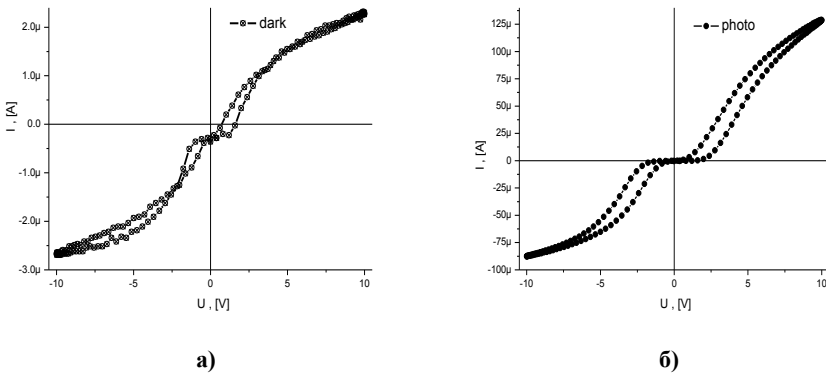 2.0µ
1.0µ
0.0
-1.0µ
-2.0µ
-3.0µ
I , [A]
dark
-10
-5
0
5
10
U , [V]
а)
125µ
100µ
75µ
50µ
25µ
0
-25µ
-50µ
-75µ
-100µ
I , [A]
photo
-10
-5
0
5
10
U , [V]
б)